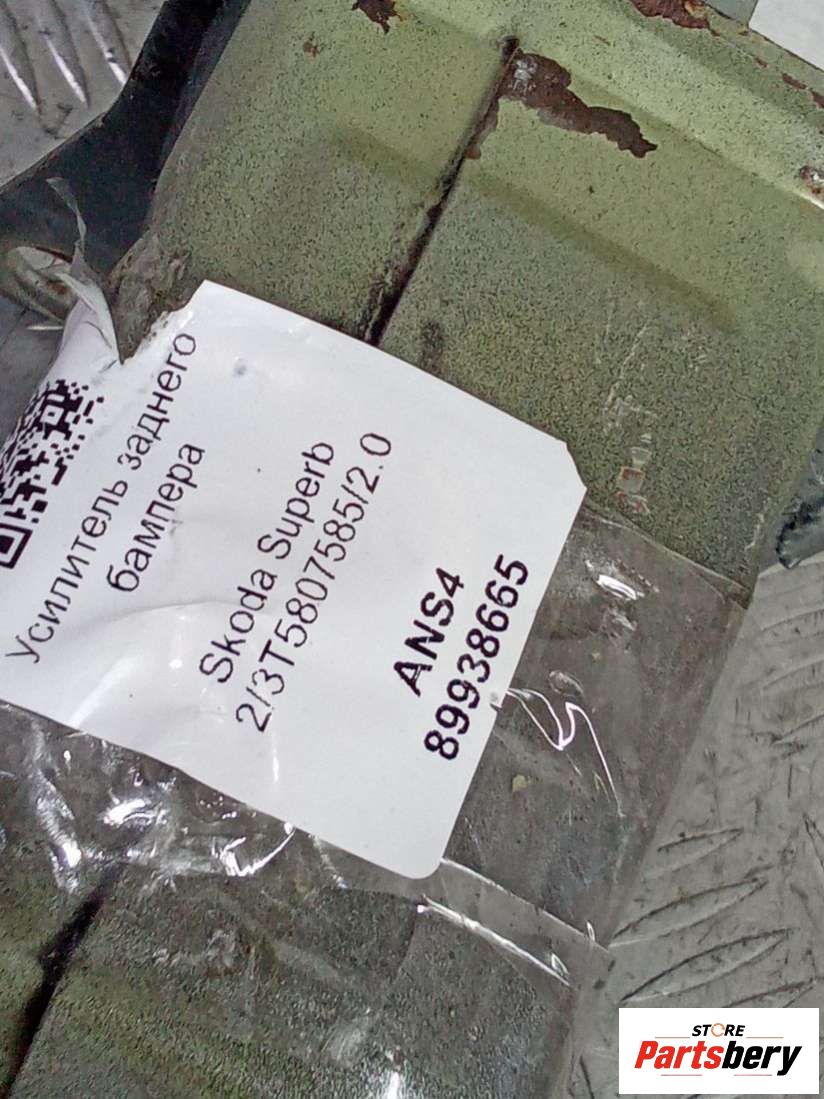 Усилитель заднего
бампера
Skoda Superb
2/3T5807585/2.0
ANS4
89938665
STORE
Partsbery